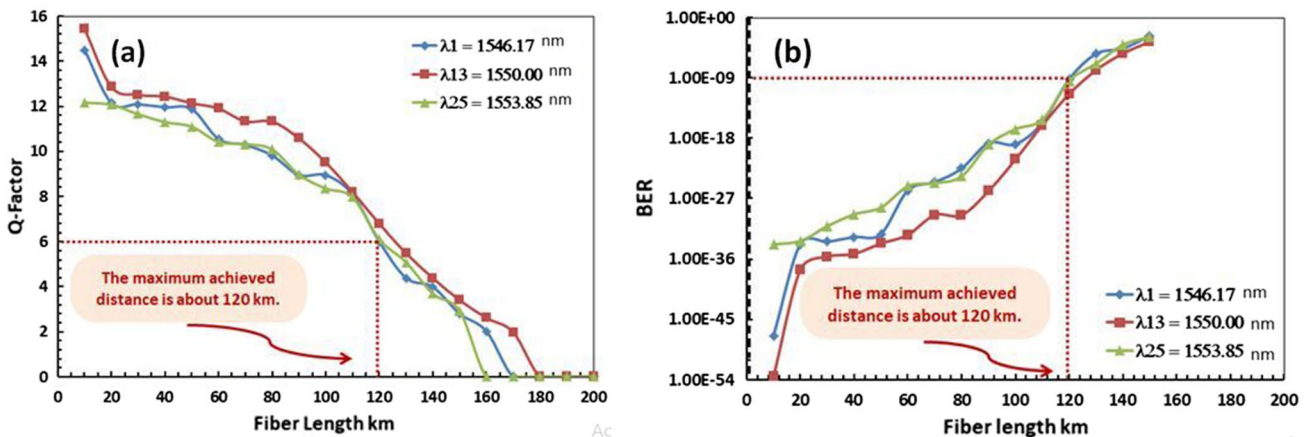 16
14
12
10
8
6
4
2
0
Q-Factor
(a)
λ1 = 1546.17 nm
λ13 = 1550.00 nm
λ25 = 1553.85 nm
The maximum achieved
distance is about 120 km.
0 20 40 60 80 100 120 140 160 180 200
Fiber Length km
Ac
1.00E+00
1.00E-09
1.00E-18
1.00E-27
1.00E-36
1.00E-45
1.00E-54
BER
(b)
The maximum achieved
distance is about 120 km.
λ1 = 1546.17 nm
λ13 = 1550.00 nm
λ25 = 1553.85 nm
0 20 40 60 80 100 120 140 160 180 200
Fiber length km